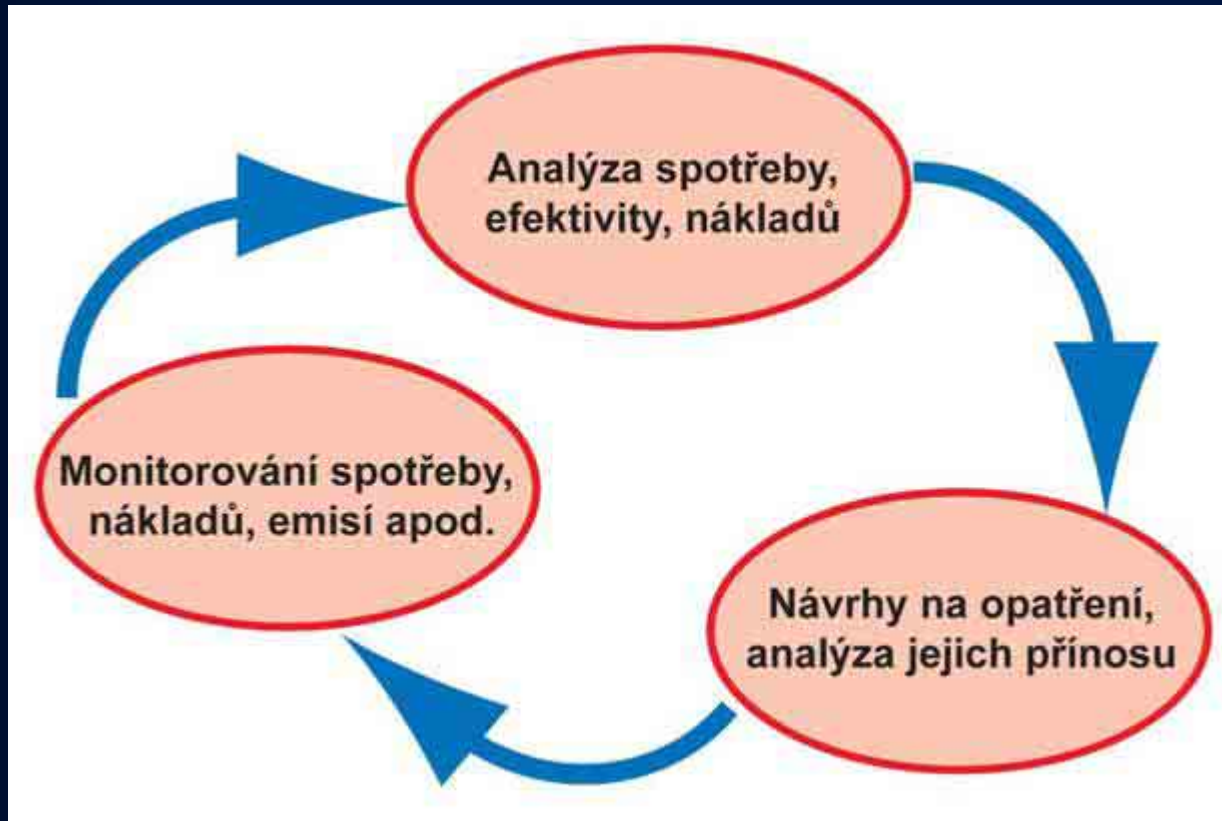 Analýza spotřeby,
efektivity, nákladů
Monitorování spotřeby,
nákladů, emisí apod.
Návrhy na opatření,
analýza jejich přínosu